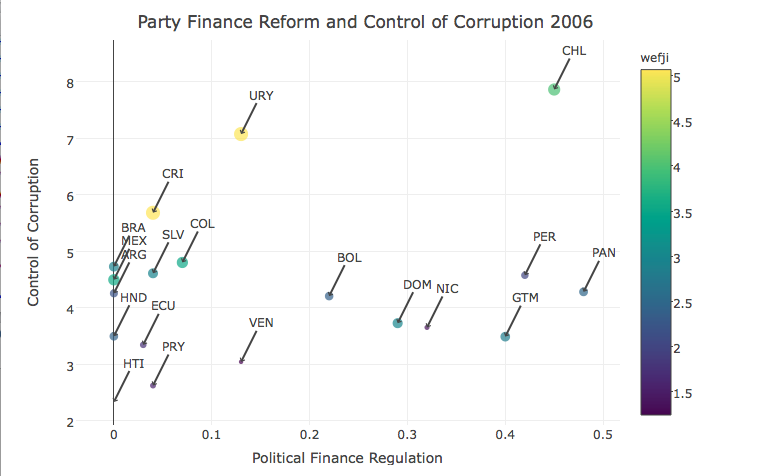 Party Finance Reform and Control of Corruption 2006
wefji
CHL
URY
CRI
COL
SLV
BRA
MEX
ARG
BOL
PER
PAN
HND
ECU
DOM
NIC
GTM
VEN
PRY
HTI
8
7
6
5
4
3
2
Control of Corruption
0
0.1
0.2
0.3
0.4
0.5
Political Finance Regulation
5
4.5
4
3.5
3
2.5
2
1.5